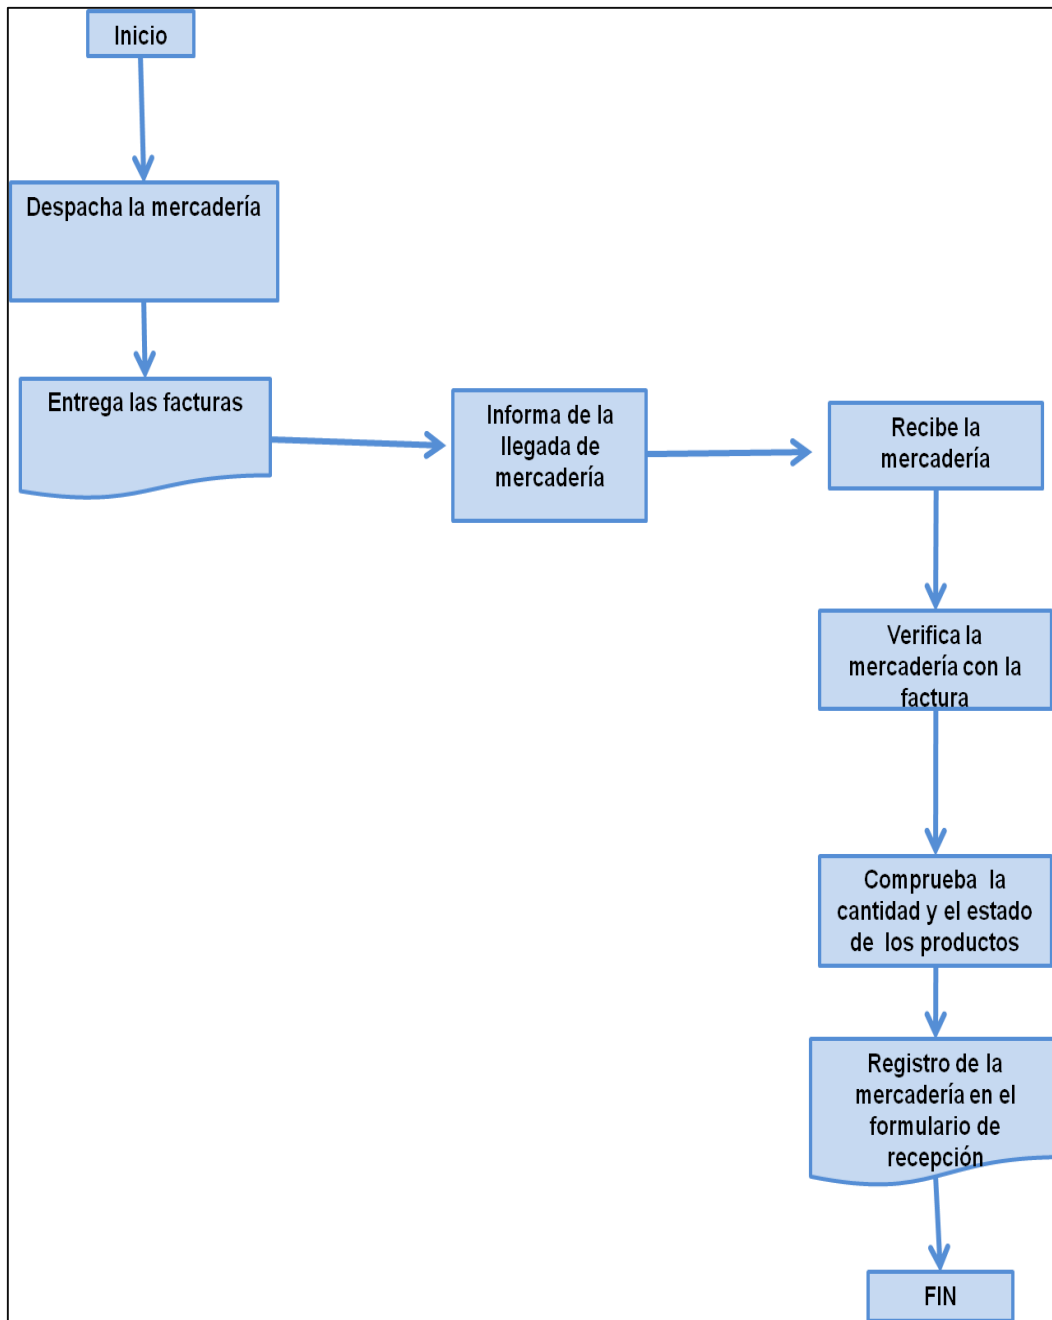 Inicio
Despacha la mercadería
Entrega las facturas
Informa de la
llegada de
mercadería
Recibe la
mercadería
Verifica la
mercadería con la
factura
Comprueba la
cantidad y el estado
de los productos
Registro de la
mercadería en el
formulario de
recepción
FIN